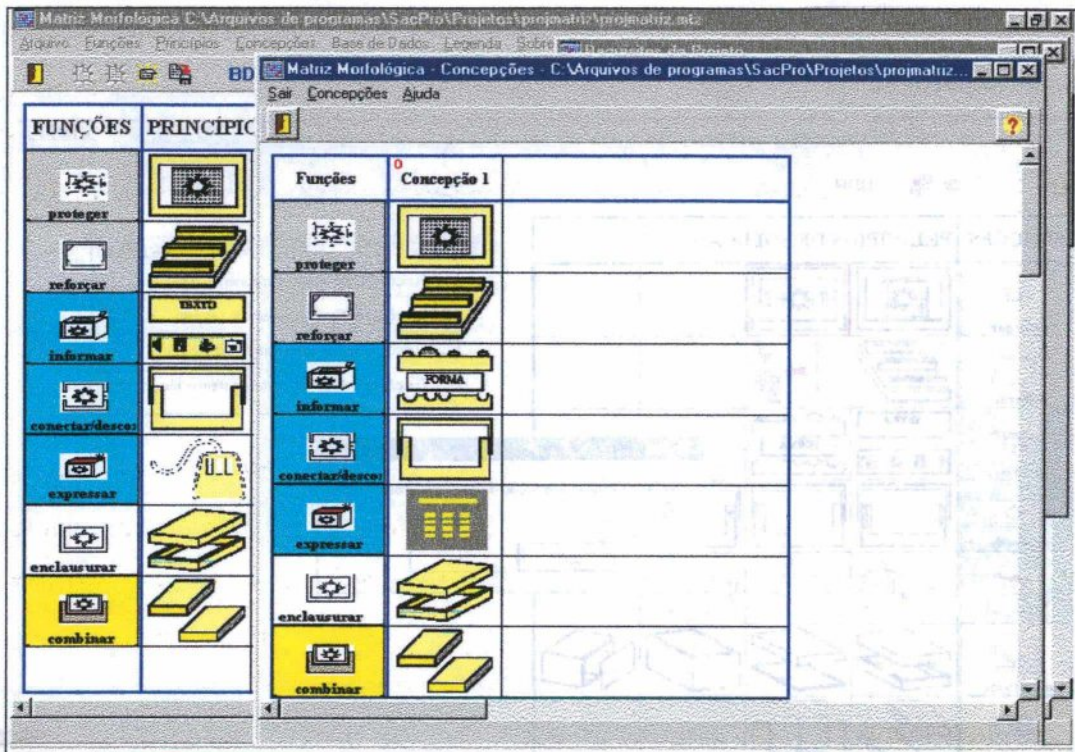 Matriz Morfológica C:\Arquivos de programas\SacPro\Projetos\projmatriz\projmatriz.mtz
Arquivo Funções Princípios Concepções Base de Dados Legenda Sobre
BD
FUNÇÕES PRINCÍPIO
proteger
reforçar
TEXTO
informar
conectar/descon
U.L
expressar
enclausurar
combinar
Matriz Morfológica - Concepções - C:\Arquivos de programas\SacPro\Projetos\projmatriz...
Sair Concepções Ajuda
?
Funções
0
Concepção 1
proteger
reforçar
FORMA
informar
conectar/descon
expressar
enclausurar
combinar